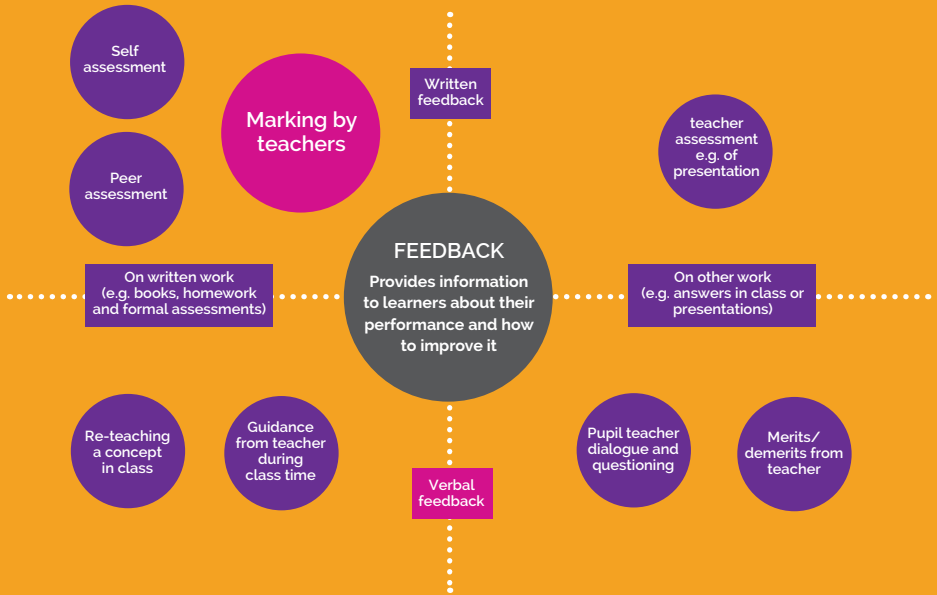 Self
assessment
Marking by
teachers
Written
feedback
teacher
assessment
e.g. of
presentation
Peer
assessment
FEEDBACK
Provides information
to learners about their
performance and how
to improve it
On written work
(e.g. books, homework
and formal assessments)
On other work
(e.g. answers in class or
presentations)
Re-teaching
a concept
in class
Guidance
from teacher
during
class time
Verbal
feedback
Pupil teacher
dialogue and
questioning
Merits/
demerits from
teacher